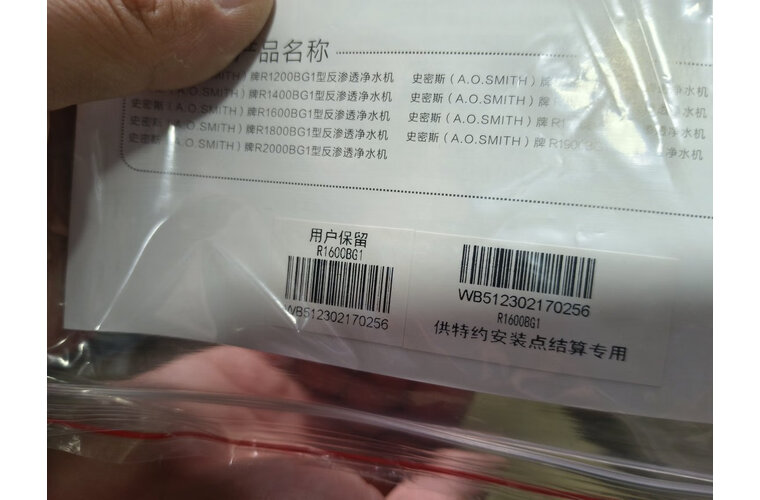 产品名称
史密斯(A.O.SMITH)牌R1200BG1型反渗透净水机
史密斯(A.O.SMITH)牌R1400BG1型反渗透净水机
史密斯(A.O.SMITH)牌R1600BG1型反渗透净水机
史密斯(A.O.SMITH)牌R1800BG1型反渗透净水机
史密斯(A.O.SMITH)牌R2000BG1型反渗透净水机
史密斯(A.O.SMITH)牌
史密斯(A.O.SMITH)牌
史密斯(A.O.SMITH)牌 R1
史密斯(A.O.SMITH)牌 R1900BG 净水机
用户保留
R1600BG1
WB512302170256
WB512302170256
R1600BG1
供特约安装点结算专用